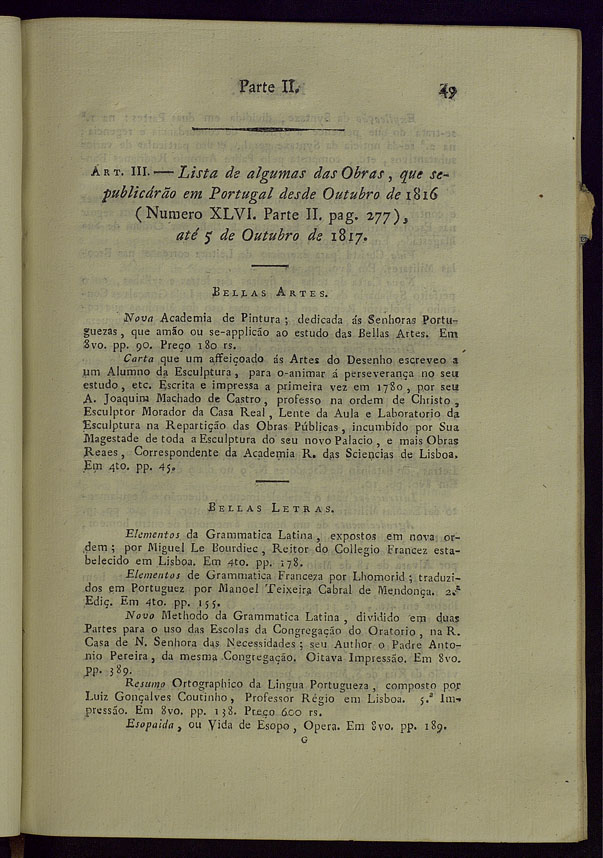 Parte II. 49
ART. III. — Lista de algumas das Obras, que se-
publicárão em Portugal desde Outubro de 1816
(Numero XLVI. Parte II. pag. 277),
até 5 de Outubro de 1817.
BELLAS ARTES.
Nova Academia de Pintura; dedicada ás Senhoras Portu-
guezas, que amão ou se-applicão ao estudo das Bellas Artes. Em
8vo. pp. 90. Preço 180 rs.
Carta que um affeiçoado ás Artes do Desenho escreveo a
um Alumno da Esculptura, para o-animar á perseverança no seu
estudo, etc. Escrita e impressa a primeira vez em 1780, por seu
A. Joaquim Machado de Castro, professo na ordem de Christo,
Esculptor Morador da Casa Real, Lente da Aula e Laboratorio da
Esculptura na Repartição das Obras Públicas, incumbido por Sua
Magestade de toda a Esculptura do seu novo Palacio, e mais Obras
Reaes, Correspondente da Academia R. das Sciencias de Lisboa.
Em 4to. pp. 45.
BELLAS LETRAS.
Elementos da Grammatica Latina, expostos em nova or-
dem; por Miguel Le Bourdiec, Reitor do Collegio Francez esta-
belecido em Lisboa. Em 4to. pp. 178.
Elementos de Grammatica Franceza por Lhomorid; traduzi-
dos em Portuguez por Manoel Teixeira Cabral de Mendonça. 2.ª
Ediç. Em 4to. pp. 155.
Novo Methodo da Grammatica Latina, dividido em duas
Partes para o uso das Escolas da Congregação do Oratorio, na R.
Casa de N. Senhora das Necessidades; seu Author o Padre Anto-
nio Pereira, da mesma Congregação. Oitava Impressão. Em 8vo.
pp. 389.
Resumo Ortographico da Lingua Portugueza, composto por
Luiz Gonçalves Coutinho, Professor Régio em Lisboa. 5.ª Im-
pressão. Em 8vo. pp. 138. Preço 600 rs.
Esopaida, ou Vida de Esopo, Opera. Em 8vo. pp. 189.
G